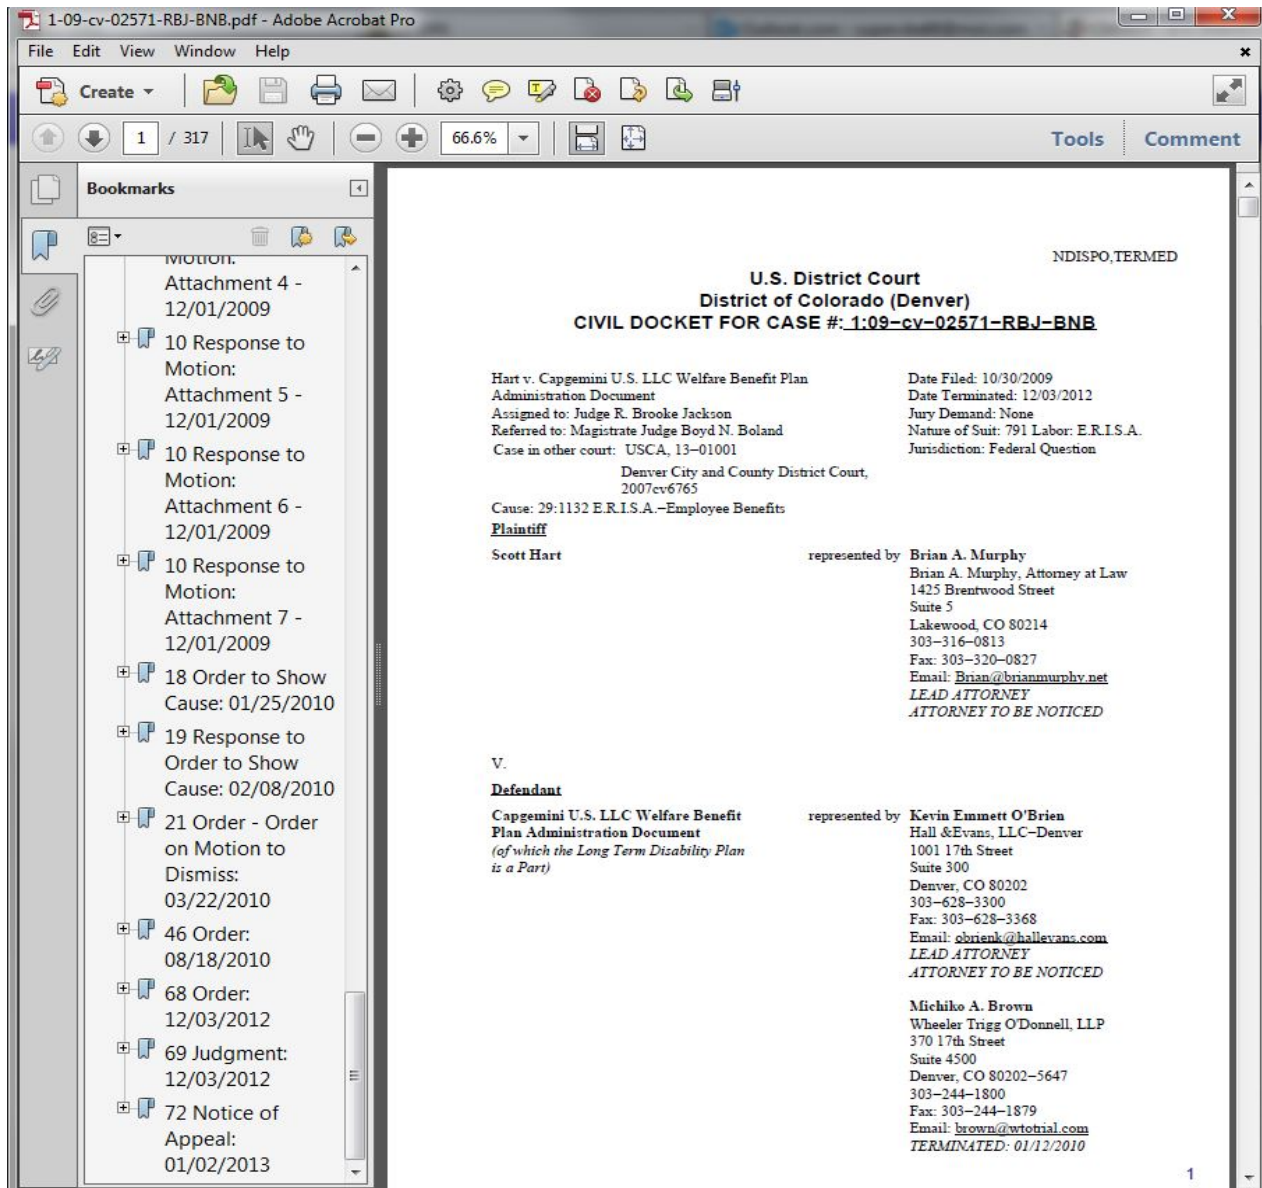 1-09-cv-02571-RBJ-BNB.pdf - Adobe Acrobat Pro
File Edit View Window Help
Create
1 / 317
66.6%
Tools Comment
Bookmarks
Motion:
Attachment 4 -
12/01/2009
10 Response to
Motion:
Attachment 5 -
12/01/2009
10 Response to
Motion:
Attachment 6 -
12/01/2009
10 Response to
Motion:
Attachment 7 -
12/01/2009
18 Order to Show
Cause: 01/25/2010
19 Response to
Order to Show
Cause: 02/08/2010
21 Order - Order
on Motion to
Dismiss:
03/22/2010
46 Order:
08/18/2010
68 Order:
12/03/2012
69 Judgment:
12/03/2012
72 Notice of
Appeal:
01/02/2013
NDISPO,TERMED
U.S. District Court
District of Colorado (Denver)
CIVIL DOCKET FOR CASE #: 1:09−cv−02571−RBJ−BNB
Hart v. Capgemini U.S. LLC Welfare Benefit Plan
Administration Document
Assigned to: Judge R. Brooke Jackson
Referred to: Magistrate Judge Boyd N. Boland
Case in other court: USCA, 13−01001
Denver City and County District Court,
2007cv6765
Cause: 29:1132 E.R.I.S.A.−Employee Benefits
Date Filed: 10/30/2009
Date Terminated: 12/03/2012
Jury Demand: None
Nature of Suit: 791 Labor: E.R.I.S.A.
Jurisdiction: Federal Question
Plaintiff
Scott Hart
represented by Brian A. Murphy
Brian A. Murphy, Attorney at Law
1425 Brentwood Street
Suite 5
Lakewood, CO 80214
303−316−0813
Fax: 303−320−0827
Email: Brian@brianmurphy.net
LEAD ATTORNEY
ATTORNEY TO BE NOTICED
V.
Defendant
Capgemini U.S. LLC Welfare Benefit
Plan Administration Document
(of which the Long Term Disability Plan
is a Part)
represented by Kevin Emmett O'Brien
Hall &Evans, LLC−Denver
1001 17th Street
Suite 300
Denver, CO 80202
303−628−3300
Fax: 303−628−3368
Email: obrienk@hallevans.com
LEAD ATTORNEY
ATTORNEY TO BE NOTICED
Michiko A. Brown
Wheeler Trigg O'Donnell, LLP
370 17th Street
Suite 4500
Denver, CO 80202−5647
303−244−1800
Fax: 303−244−1879
Email: brown@wtotrial.com
TERMINATED: 01/12/2010
1